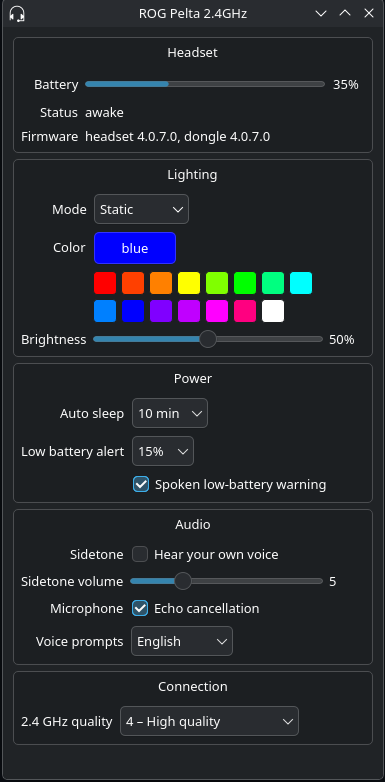 ROG Pelta 2.4GHz
Headset
Battery 35%
Status awake
Firmware headset 4.0.7.0, dongle 4.0.7.0
Lighting
Mode Static
Color blue
Brightness 50%
Power
Auto sleep 10 min
Low battery alert 15%
Spoken low-battery warning
Audio
Sidetone Hear your own voice
Sidetone volume 5
Microphone Echo cancellation
Voice prompts English
Connection
2.4 GHz quality 4 – High quality